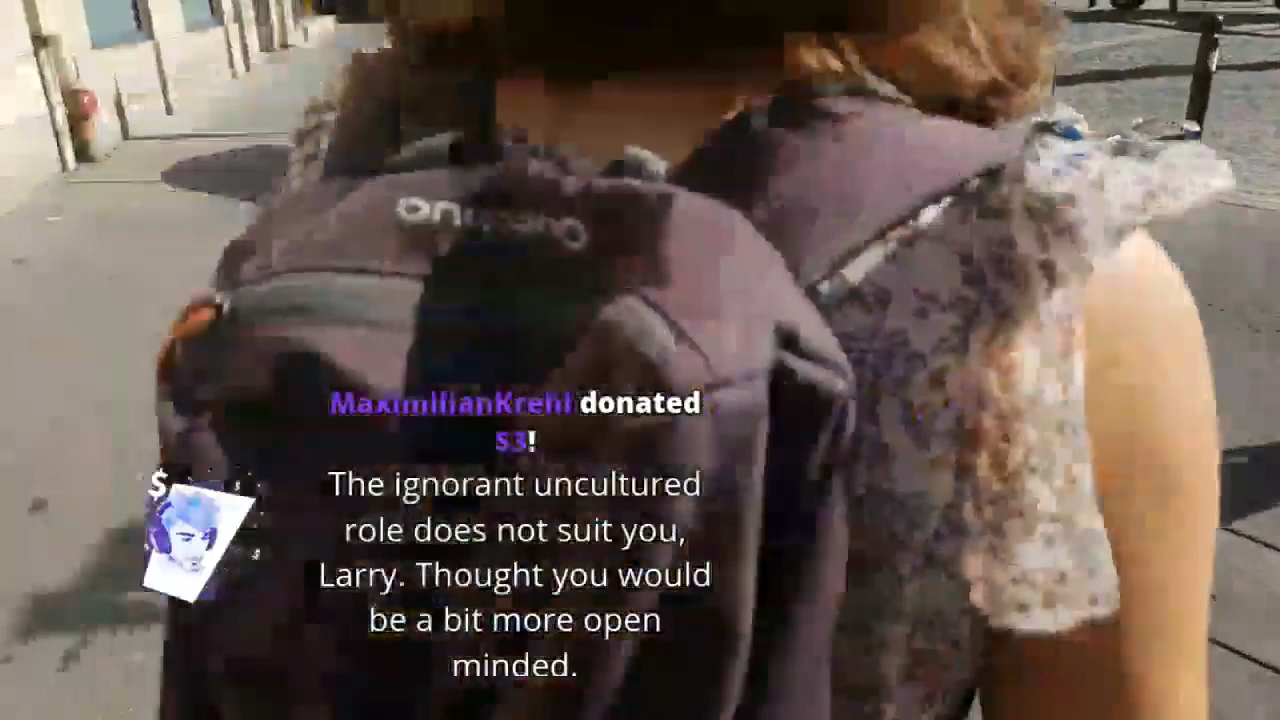 MaximilianKrehl donated
$3!
The ignorant uncultured
role does not suit you,
Larry. Thought you would
be a bit more open
minded.
$